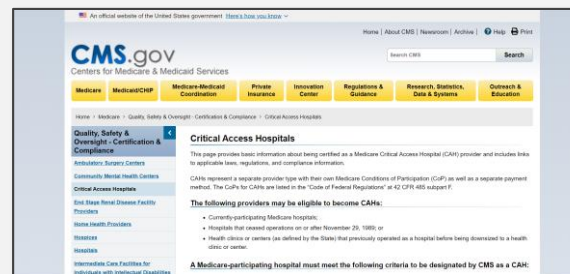 An official website of the United States government Here's how you know
Home | About CMS | Newsroom | Archive | Help Print
CMS.gov
Search CMS
Search
Centers for Medicare & Medicaid Services
Medicare
Medicaid/CHIP
Medicare-Medicaid
Coordination
Private
Insurance
Innovation
Center
Regulations &
Guidance
Research, Statistics,
Data & Systems
Outreach &
Education
Home > Medicare > Quality, Safety & Oversight - Certification & Compliance > Critical Access Hospitals
Quality, Safety &
Oversight - Certification &
Compliance
Ambulatory Surgery Centers
Community Mental Health Centers
Critical Access Hospitals
End Stage Renal Disease Facility
Providers
Home Health Providers
Hospices
Hospitals
Intermediate Care Facilities for
Individuals with Intellectual Disabilities
Critical Access Hospitals
This page provides basic information about being certified as a Medicare Critical Access Hospital (CAH) provider and includes links
to applicable laws, regulations, and compliance information.
CAHs represent a separate provider type with their own Medicare Conditions of Participation (CoP) as well as a separate payment
method. The CoPs for CAHs are listed in the "Code of Federal Regulations" at 42 CFR 485 subpart F.
The following providers may be eligible to become CAHs:
• Currently-participating Medicare hospitals;
• Hospitals that ceased operations on or after November 29, 1989; or
• Health clinics or centers (as defined by the State) that previously operated as a hospital before being downsized to a health
clinic or center.
A Medicare-participating hospital must meet the following criteria to be designated by CMS as a CAH: